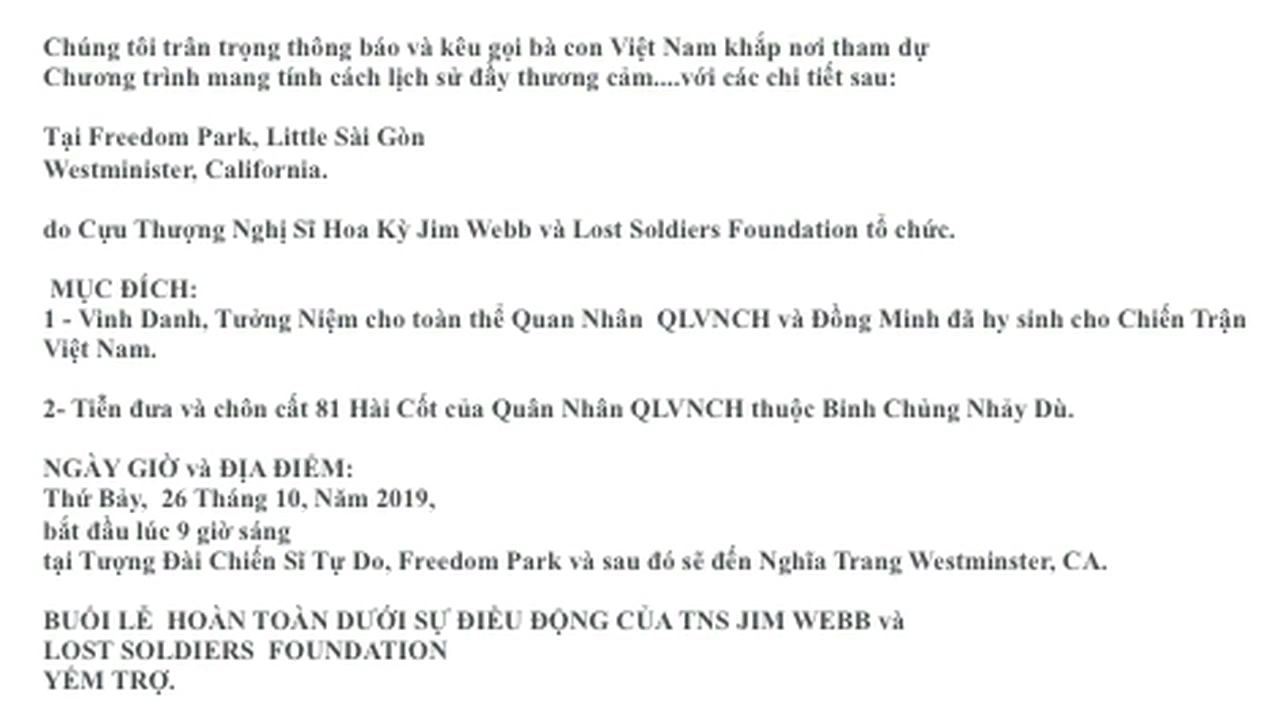 Chúng tôi trân trọng thông báo và kêu gọi bà con Việt Nam khắp nơi tham dự
Chương trình mang tính cách lịch sử đầy thương cảm....với các chi tiết sau:
Tại Freedom Park, Little Sài Gòn
Westminister, California.
do Cựu Thượng Nghị Sĩ Hoa Kỳ Jim Webb và Lost Soldiers Foundation tổ chức.
MỤC ĐÍCH:
1 - Vinh Danh, Tưởng Niệm cho toàn thể Quan Nhân QLVNCH và Đồng Minh đã hy sinh cho Chiến Trận
Việt Nam.
2- Tiễn đưa và chôn cất 81 Hài Cốt của Quân Nhân QLVNCH thuộc Binh Chủng Nhảy Dù.
NGÀY GIỜ và ĐỊA ĐIỂM:
Thứ Bảy, 26 Tháng 10, Năm 2019,
bắt đầu lúc 9 giờ sáng
tại Tượng Đài Chiến Sĩ Tự Do, Freedom Park và sau đó sẽ đến Nghĩa Trang Westminster, CA.
BUỔI LỄ HOÀN TOÀN DƯỚI SỰ ĐIỀU ĐỘNG CỦA TNS JIM WEBB và
LOST SOLDIERS FOUNDATION
YỂM TRỢ.